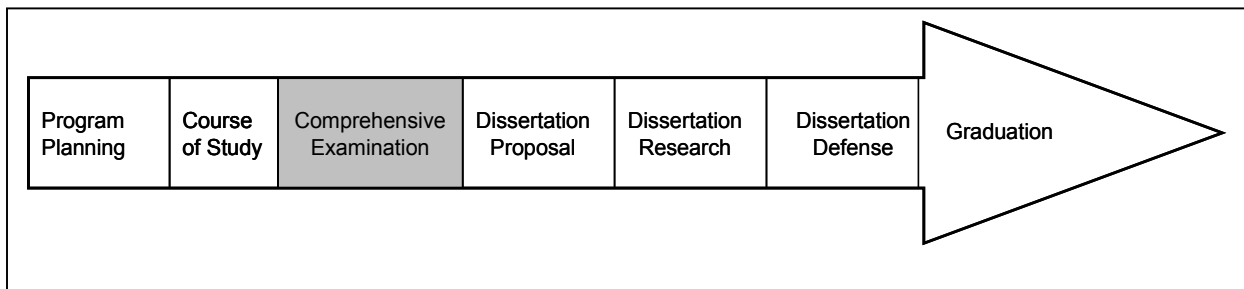 Program
Planning
Course
of Study
Comprehensive
Examination
Dissertation
Proposal
Dissertation
Research
Dissertation
Defense
Graduation